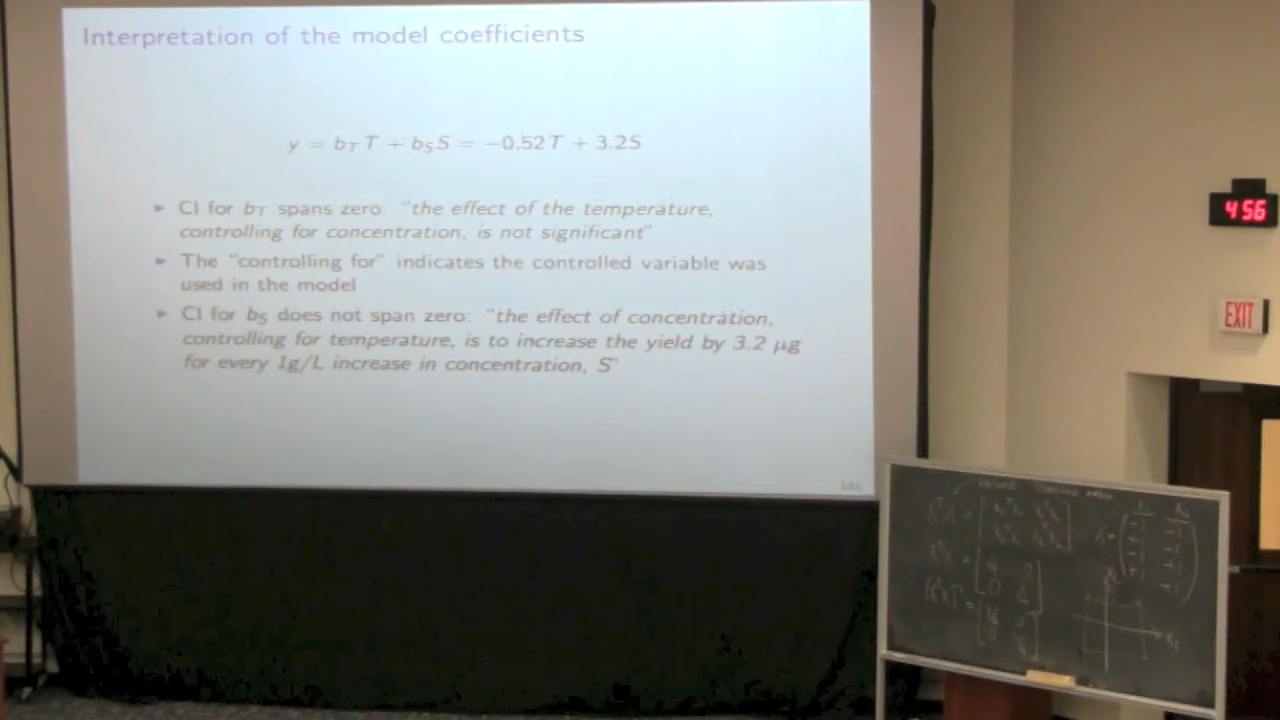 Interpretation of the model coefficients
y = b_T T + b_S S = −0.52T + 3.2S
► CI for b_T spans zero: "the effect of the temperature,
controlling for concentration, is not significant"
► The "controlling for" indicates the controlled variable was
used in the model
► CI for b_S does not span zero: "the effect of concentration,
controlling for temperature, is to increase the yield by 3.2 μg
for every 1g/L increase in concentration, S"
4:56
EXIT